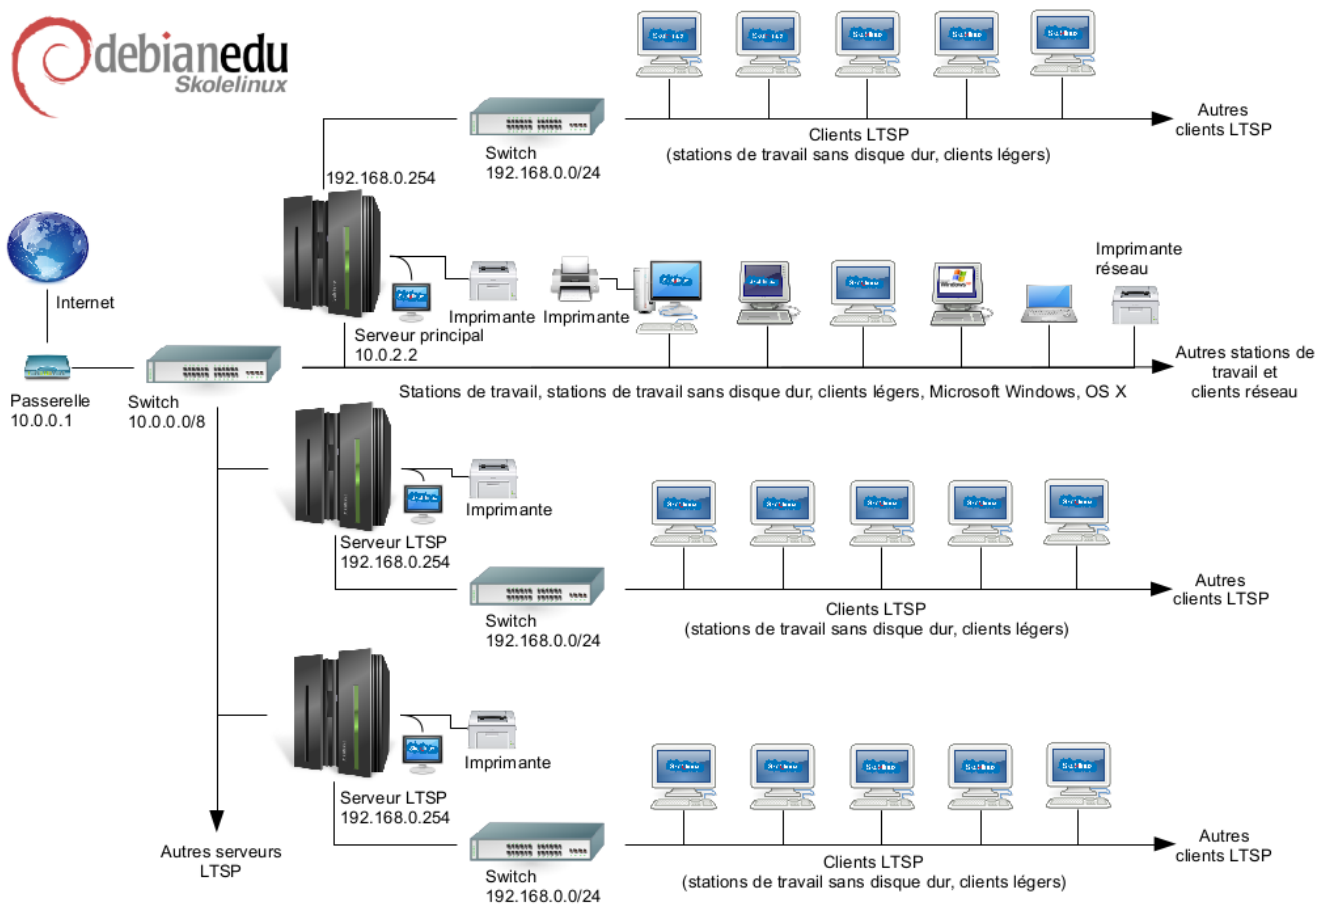 debianedu
Skolelinux
Switch
192.168.0.0/24
Clients LTSP
(stations de travail sans disque dur, clients légers)
Autres
clients LTSP
192.168.0.254
Internet
Passerelle
10.0.0.1
Switch
10.0.0.0/8
Imprimante
Serveur principal
10.0.2.2
Imprimante
Windows
Imprimante
réseau
Stations de travail, stations de travail sans disque dur, clients légers, Microsoft Windows, OS X
Autres stations de
travail et
clients réseau
Imprimante
Serveur LTSP
192.168.0.254
Switch
192.168.0.0/24
Clients LTSP
(stations de travail sans disque dur, clients légers)
Autres
clients LTSP
Imprimante
Serveur LTSP
192.168.0.254
Switch
192.168.0.0/24
Clients LTSP
(stations de travail sans disque dur, clients légers)
Autres
clients LTSP
Autres serveurs
LTSP